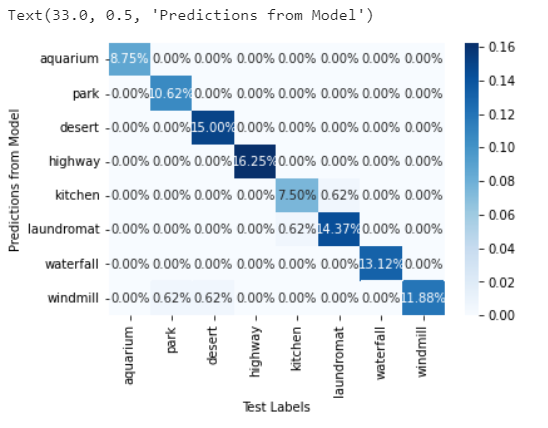 Text(33.0, 0.5, 'Predictions from Model')
aquarium 8.75% 0.00% 0.00% 0.00% 0.00% 0.00% 0.00% 0.00%
park 0.00% 10.62% 0.00% 0.00% 0.00% 0.00% 0.00% 0.00%
desert 0.00% 0.00% 15.00% 0.00% 0.00% 0.00% 0.00% 0.00%
highway 0.00% 0.00% 0.00% 16.25% 0.00% 0.00% 0.00% 0.00%
kitchen 0.00% 0.00% 0.00% 0.00% 7.50% 0.62% 0.00% 0.00%
laundromat 0.00% 0.00% 0.00% 0.00% 0.62% 14.37% 0.00% 0.00%
waterfall 0.00% 0.00% 0.00% 0.00% 0.00% 0.00% 13.12% 0.00%
windmill 0.00% 0.62% 0.62% 0.00% 0.00% 0.00% 0.00% 11.88%
Predictions from Model
aquarium
park
desert
highway
kitchen
laundromat
waterfall
windmill
Test Labels
0.16
0.14
0.12
0.10
0.08
0.06
0.04
0.02
0.00